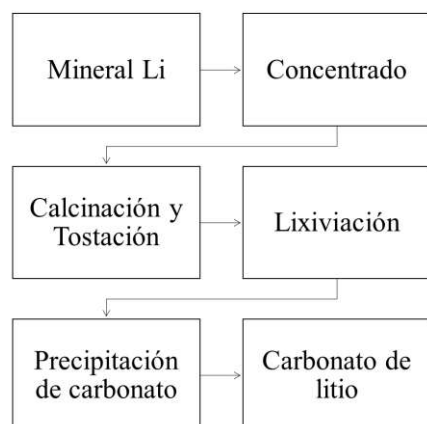 Mineral Li
Concentrado
Calcinación y
Tostación
Lixiviación
Precipitación
de carbonato
Carbonato de
litio